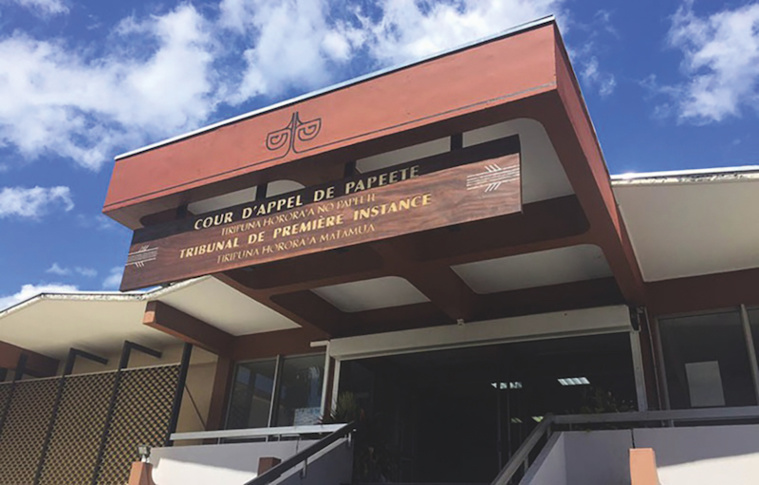 COUR D'APPEL DE PAPEETE
TIRIPUNA HORORA'A NO PAPEETE
TRIBUNAL DE PREMIÈRE INSTANCE
TIRIPUNA HORORA'A MATAMUA